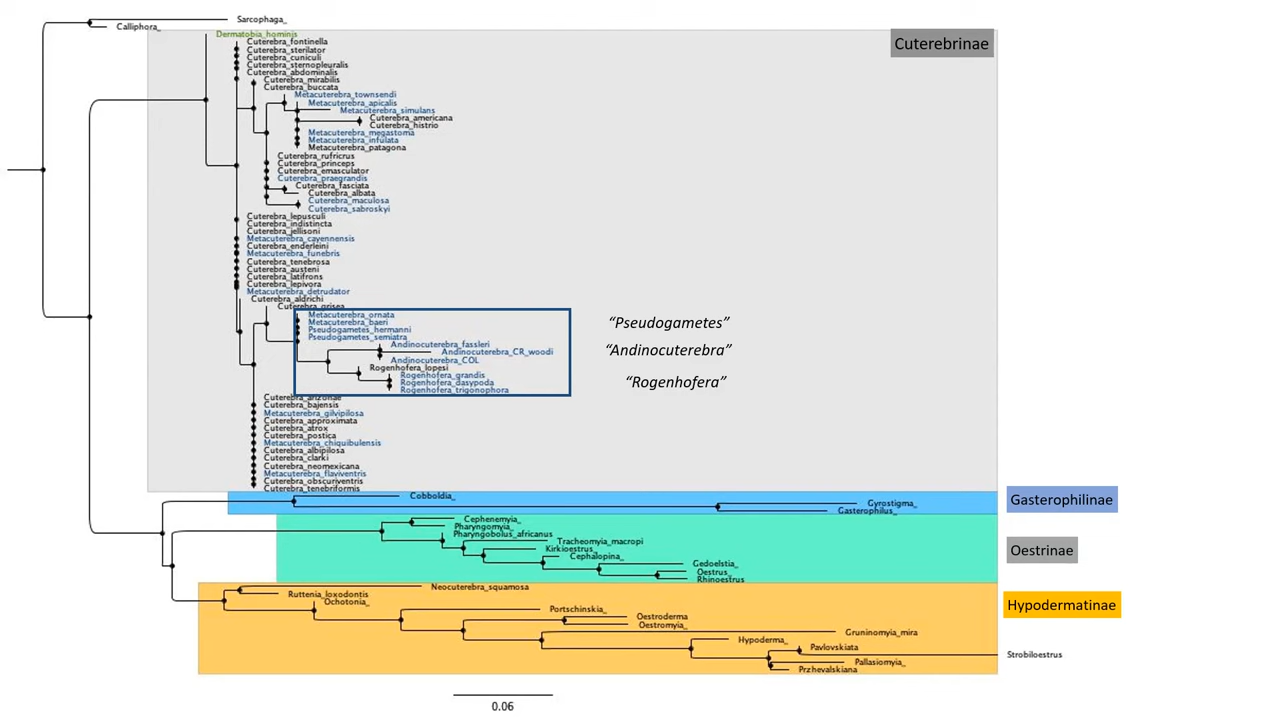 Sarcophaga_
Calliphora_
Dermatobia_hominis
Cuterebrinae
Cuterebra_fontinella
Cuterebra_sterilator
Cuterebra_cuniculi
Cuterebra_sternopleuralis
Cuterebra_abdominalis
Cuterebra_mirabilis
Cuterebra_buccata
Metacuterebra_townsendi
Metacuterebra_apicalis
Metacuterebra_simulans
Cuterebra_americana
Cuterebra_histrio
Metacuterebra_megastoma
Metacuterebra_infulata
Metacuterebra_patagona
Cuterebra_ruficrus
Cuterebra_princeps
Cuterebra_emasculator
Cuterebra_praegrandis
Cuterebra_fasciata
Cuterebra_albata
Cuterebra_maculosa
Cuterebra_sabroskyi
Cuterebra_lepusculi
Cuterebra_indistincta
Cuterebra_jellisoni
Metacuterebra_cayennensis
Cuterebra_enderleini
Metacuterebra_funebris
Cuterebra_tenebrosa
Cuterebra_austeni
Cuterebra_latifrons
Cuterebra_lepivora
Metacuterebra_detrudator
Cuterebra_aldrichi
Cuterebra_grisea
Metacuterebra_ornata
Metacuterebra_baeri
“Pseudogametes”
Pseudogametes_hermanni
Pseudogametes_semiatra
Andinocuterebra_fassleri
“Andinocuterebra”
Andinocuterebra_CR_woodi
Andinocuterebra_COL
Rogenhofera_lopesi
Rogenhofera_grandis
“Rogenhofera”
Rogenhofera_dasypoda
Rogenhofera_trigonophora
Cuterebra_arizonae
Cuterebra_bajensis
Metacuterebra_gilvipilosa
Cuterebra_approximata
Cuterebra_atrox
Cuterebra_postica
Metacuterebra_chiquibulensis
Cuterebra_albipilosa
Cuterebra_clarki
Cuterebra_neomexicana
Metacuterebra_flaviventris
Cuterebra_obscuriventris
Cuterebra_tenebriformis
Cobboldia_
Gasterophilinae
Gyrostigma_
Gasterophilus_
Cephenemyia_
Pharyngomyia_
Pharyngobolus_africanus
Tracheomyia_macropi
Kirkioestrus_
Oestrinae
Cephalopina_
Gedoelstia_
Oestrus_
Rhinoestrus
Neocuterebra_squamosa
Ruttenia_loxodontis
Ochotonia_
Hypodermatinae
Portschinskia_
Oestroderma
Oestromyia_
Gruninomyia_mira
Hypoderma_
Pavlovskiata
Strobiloestrus
Pallasiomyia_
Przhevalskiana
0.06